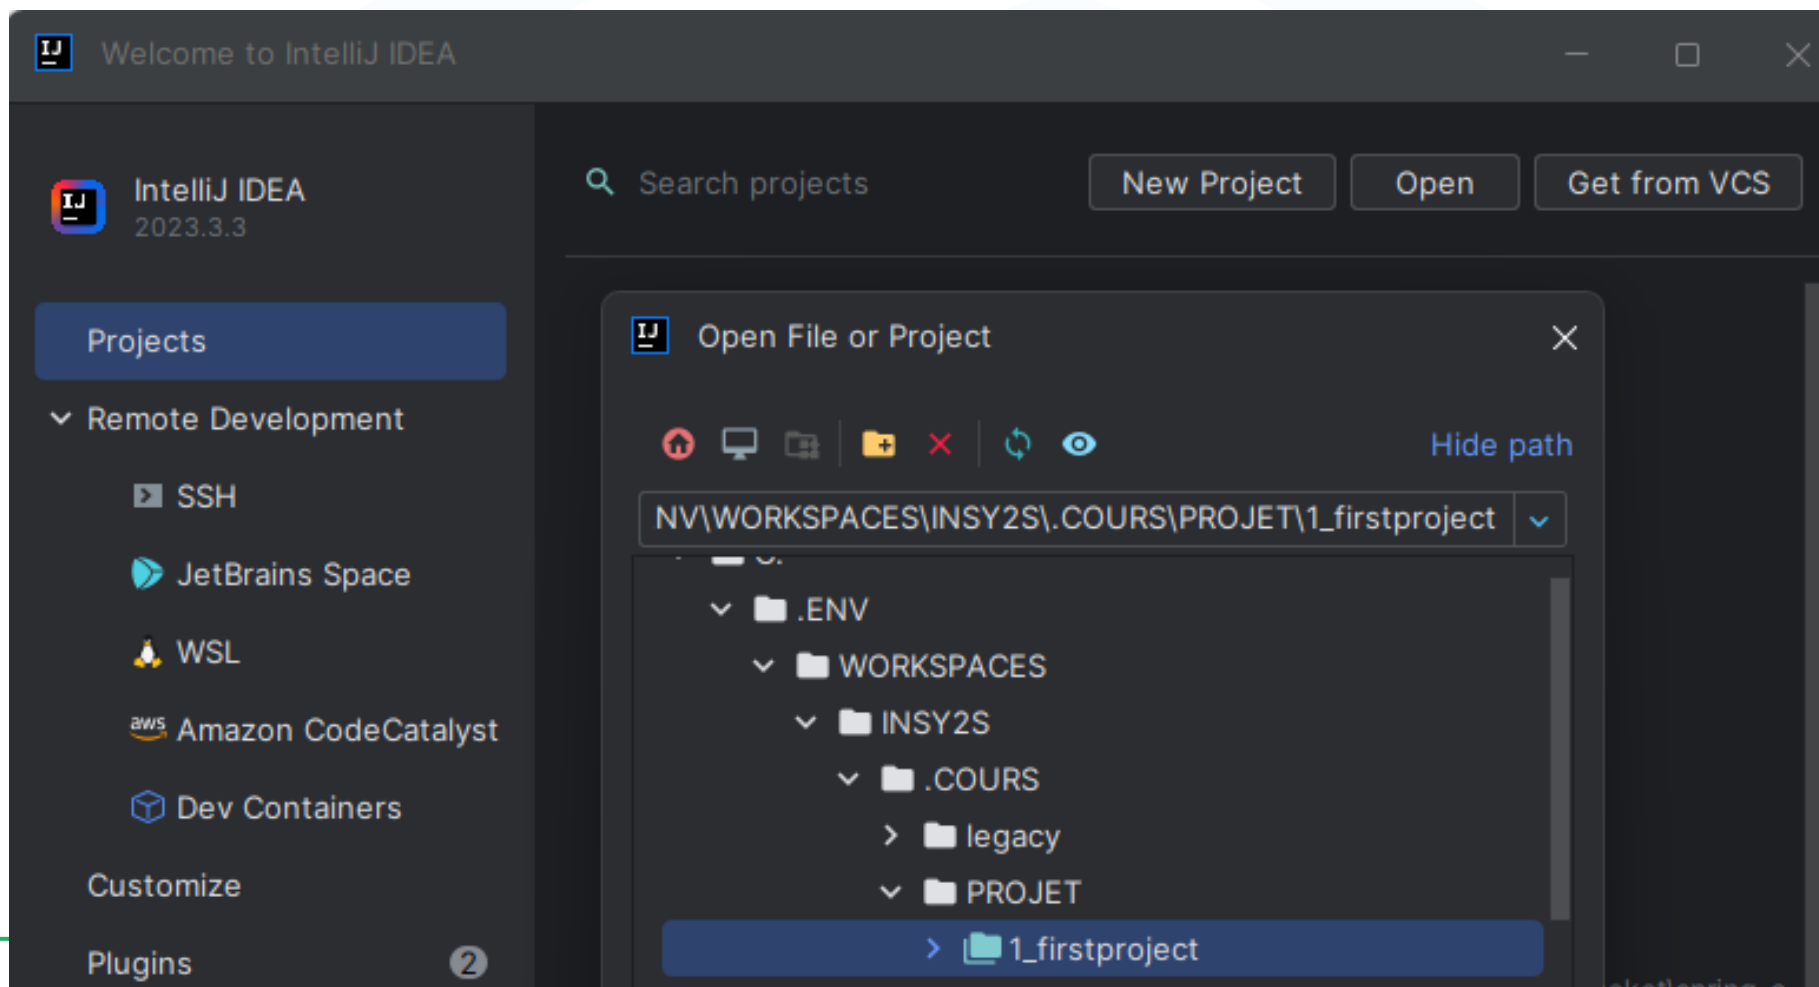 Welcome to IntelliJ IDEA
IntelliJ IDEA
2023.3.3
Search projects
New Project
Open
Get from VCS
Projects
Remote Development
SSH
JetBrains Space
WSL
aws Amazon CodeCatalyst
Dev Containers
Customize
Plugins
2
Open File or Project
Hide path
NV\WORKSPACES\INSY2S\.COURS\PROJET\1_firstproject
.ENV
WORKSPACES
INSY2S
.COURS
legacy
PROJET
1_firstproject